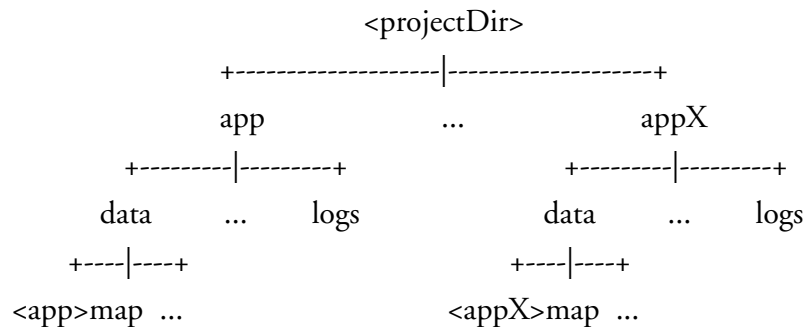 <projectDir>
+---------------------|---------------------+
app ... appX
+---------|---------+ +---------|---------+
data ... logs data ... logs
+----|----+ +----|----+
<app>map ... <appX>map ...